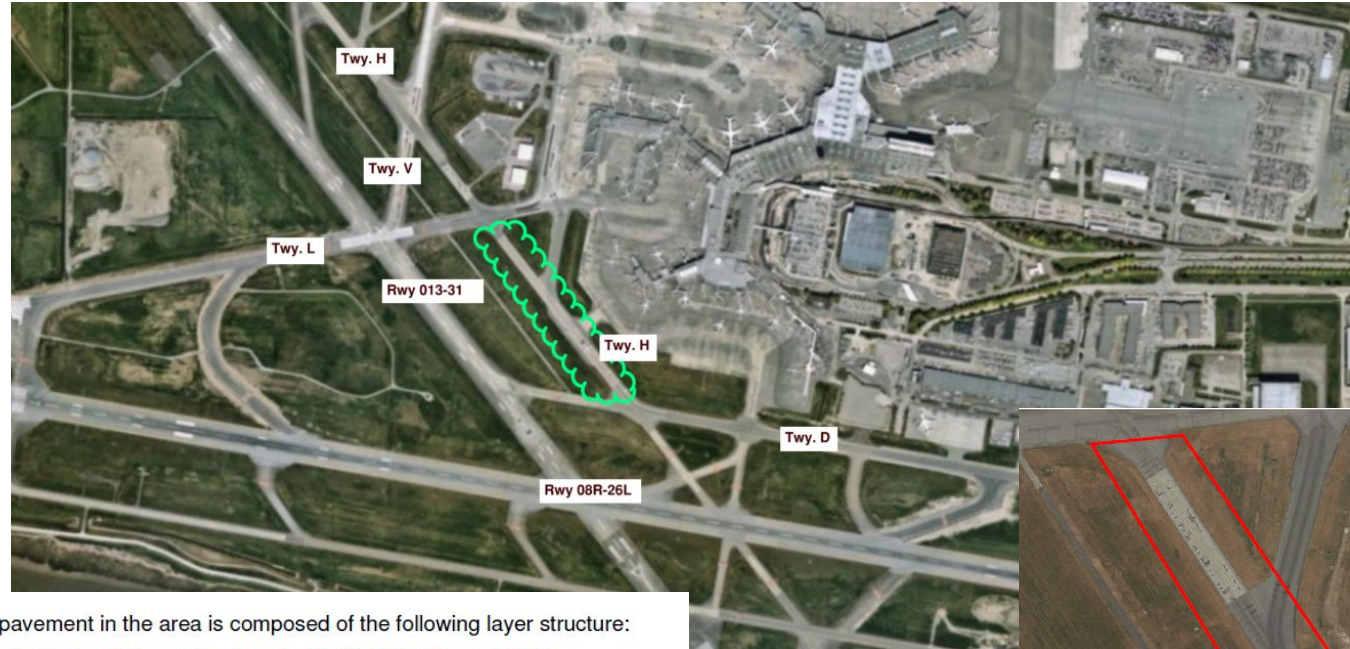 Twy. H
Twy. V
Twy. L
Rwy 013-31
Twy. H
Twy. D
Rwy 08R-26L
pavement in the area is composed of the following layer structure: